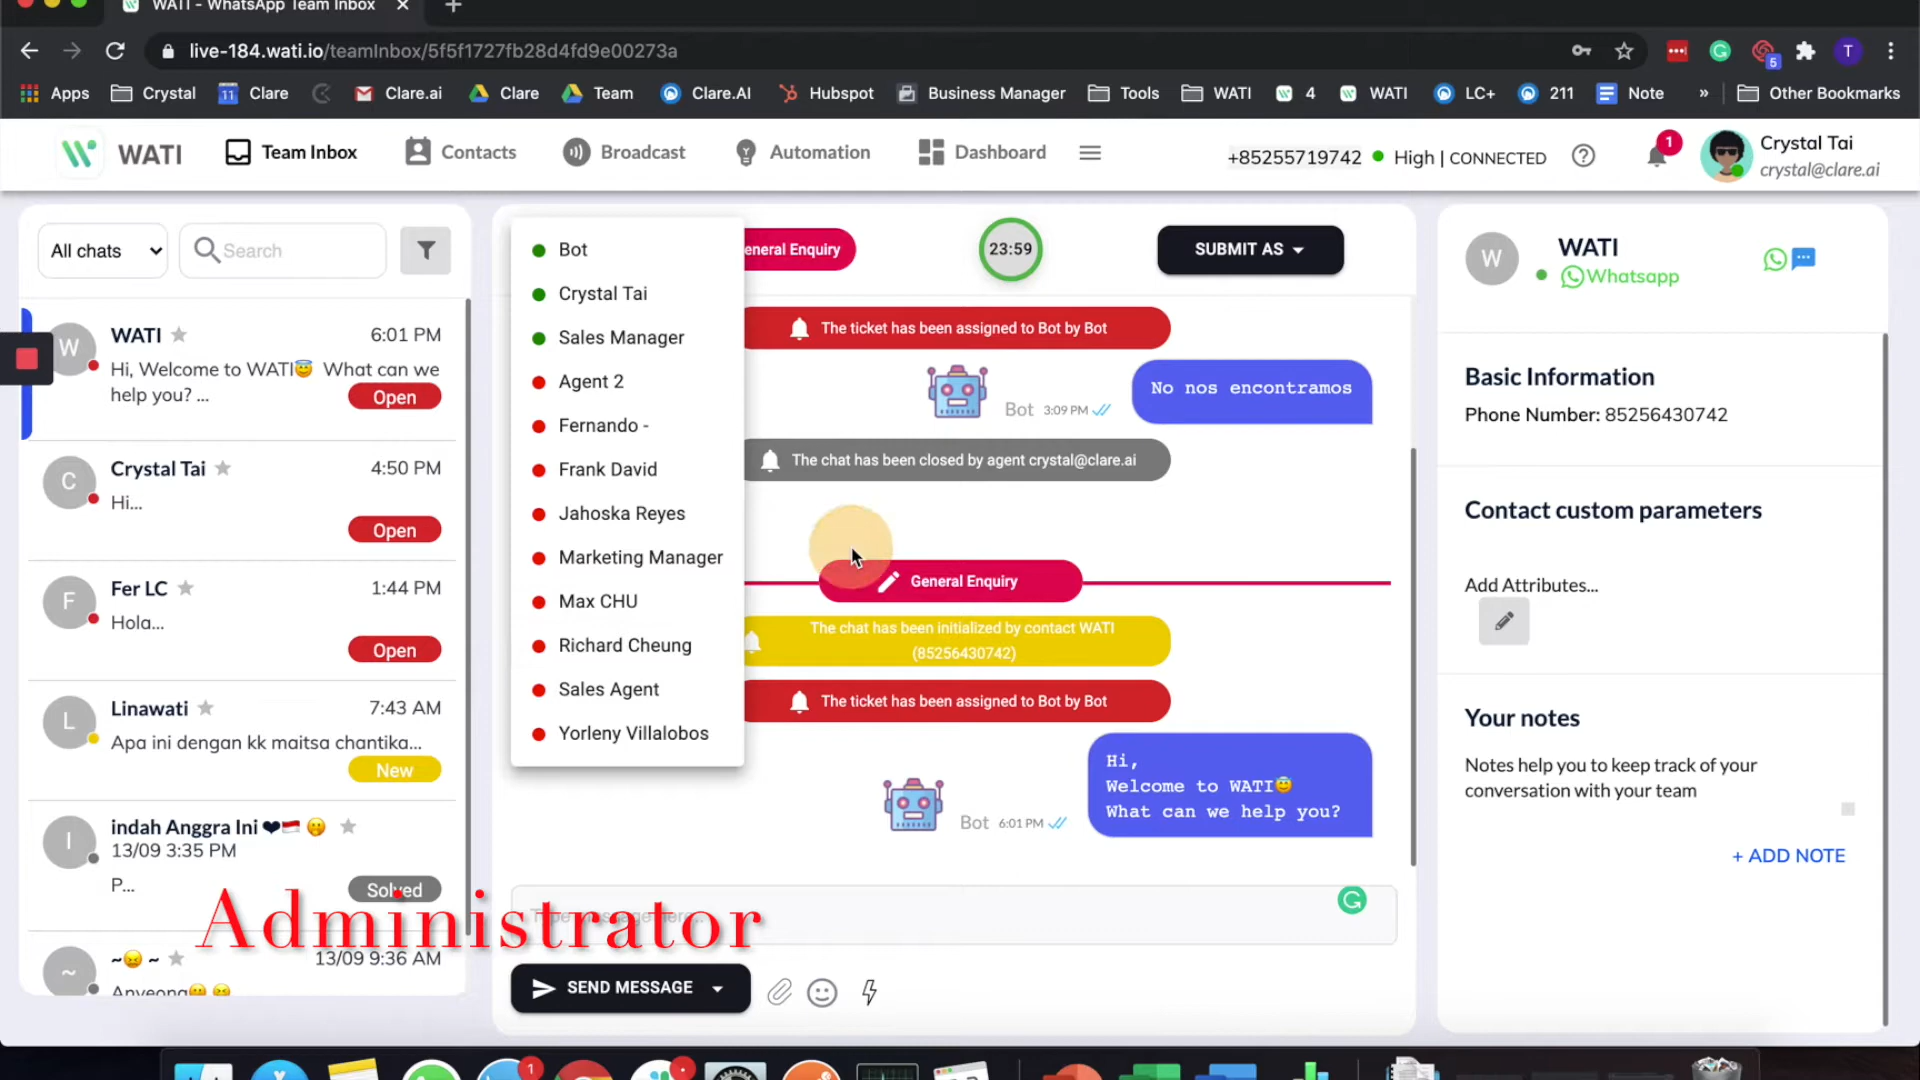 WATI - WhatsApp Team Inbox
live-184.wati.io/teamInbox/5f5f1727fb28d4fd9e00273a
T
5
Apps
Crystal
11
Clare
Clare.ai
Clare
Team
Clare.AI
Hubspot
Business Manager
Tools
WATI
4
WATI
LC+
211
Note
»
Other Bookmarks
WATI
Team Inbox
Contacts
Broadcast
Automation
Dashboard
+85255719742
High | CONNECTED
1
Crystal Tai
crystal@clare.ai
All chats
Search
W
WATI
6:01 PM
Hi, Welcome to WATI😇 What can we
help you? ...
Open
C
Crystal Tai
4:50 PM
Hi...
Open
F
Fer LC
1:44 PM
Hola...
Open
L
Linawati
7:43 AM
Apa ini dengan kk maitsa chantika...
New
I
indah Anggra Ini ❤🇮🇩 🤭
13/09 3:35 PM
P...
Solved
~
~😖 ~
13/09 9:36 AM
Anyeong
Administrator
Bot
Crystal Tai
Sales Manager
Agent 2
Fernando -
Frank David
Jahoska Reyes
Marketing Manager
Max CHU
Richard Cheung
Sales Agent
Yorleny Villalobos
eneral Enquiry
23:59
SUBMIT AS
The ticket has been assigned to Bot by Bot
No nos encontramos
Bot 3:09 PM
The chat has been closed by agent crystal@clare.ai
General Enquiry
The chat has been initialized by contact WATI
(85256430742)
The ticket has been assigned to Bot by Bot
Hi,
Welcome to WATI😇
What can we help you?
Bot 6:01 PM
Type message here..
SEND MESSAGE
W
WATI
Whatsapp
Basic Information
Phone Number: 85256430742
Contact custom parameters
Add Attributes...
Your notes
Notes help you to keep track of your
conversation with your team
+ ADD NOTE
1